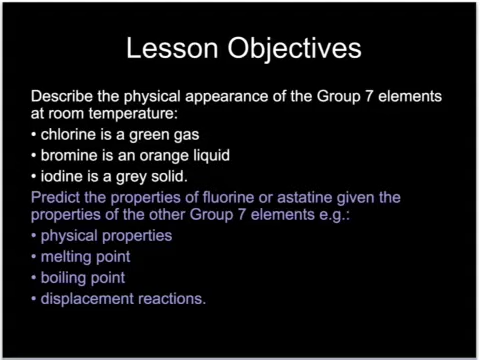 Lesson Objectives
Describe the physical appearance of the Group 7 elements
at room temperature:
• chlorine is a green gas
• bromine is an orange liquid
• iodine is a grey solid.
Predict the properties of fluorine or astatine given the
properties of the other Group 7 elements e.g.:
• physical properties
• melting point
• boiling point
• displacement reactions.